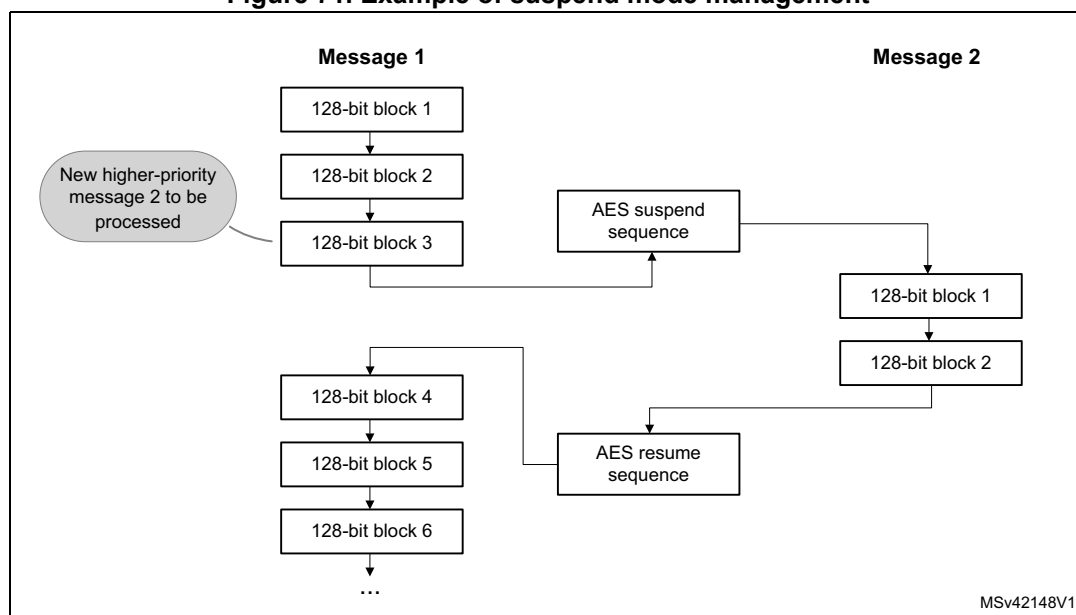 Example of suspend mode management
Message 1
Message 2
128-bit block 1
128-bit block 2
128-bit block 3
New higher-priority
message 2 to be
processed
AES suspend
sequence
128-bit block 1
128-bit block 2
AES resume
sequence
128-bit block 4
128-bit block 5
128-bit block 6
...
MSv42148V1